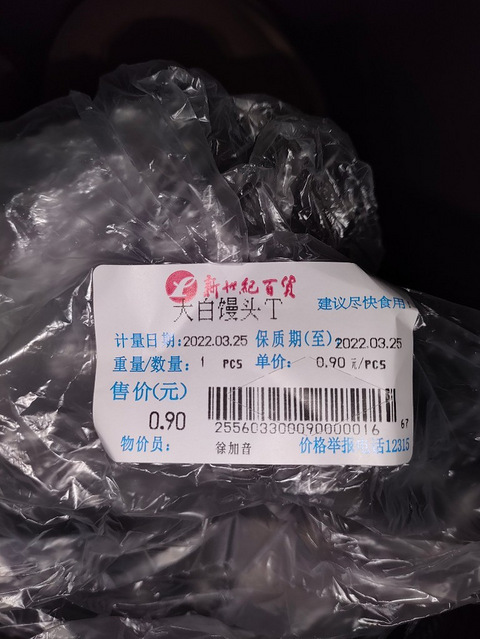 新世纪百货
大白馒头T 建议尽快食用!
计量日期:2022.03.25 保质期(至):2022.03.25
重量/数量: 1 PCS 单价: 0.90 元/PCS
售价(元)
0.90
2556033000900000016 67
物价员: 徐加音 价格举报电话12315